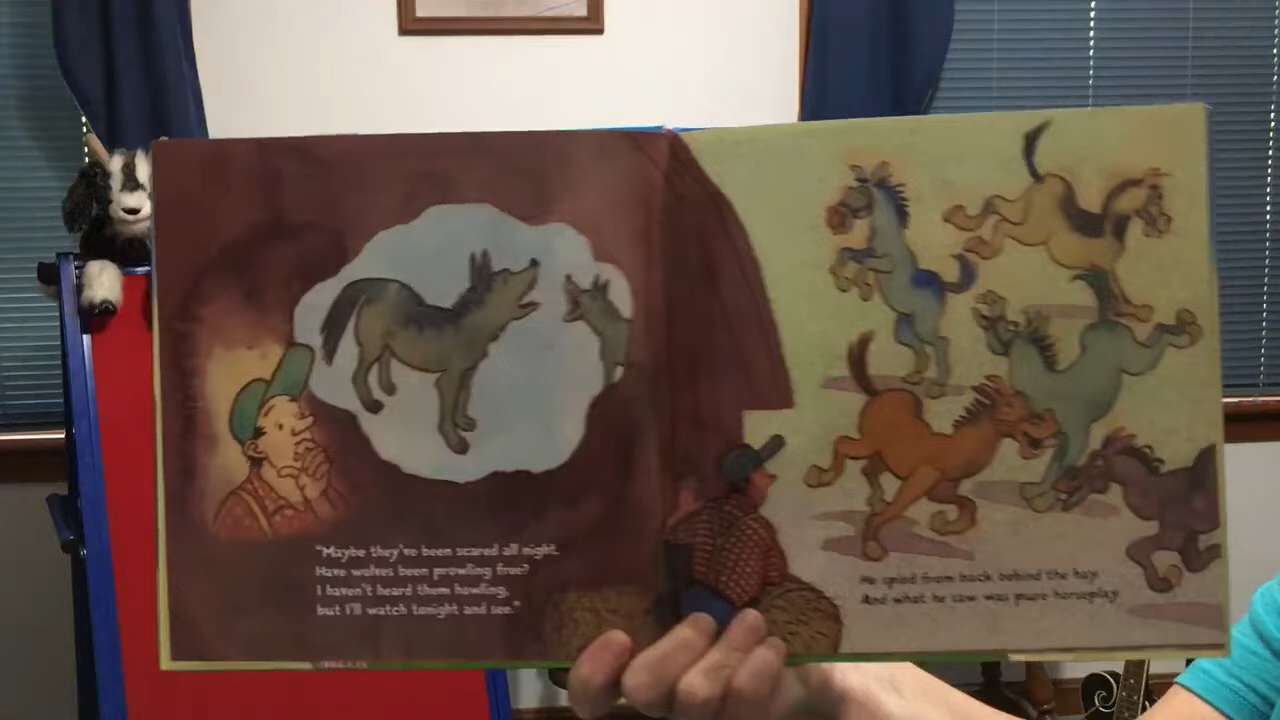 "Maybe they've been scared all night.
Have wolves been prowling free?
I haven't heard them howling,
but I'll watch tonight and see."
He spied from back behind the hay.
And what he saw was pure horseplay.